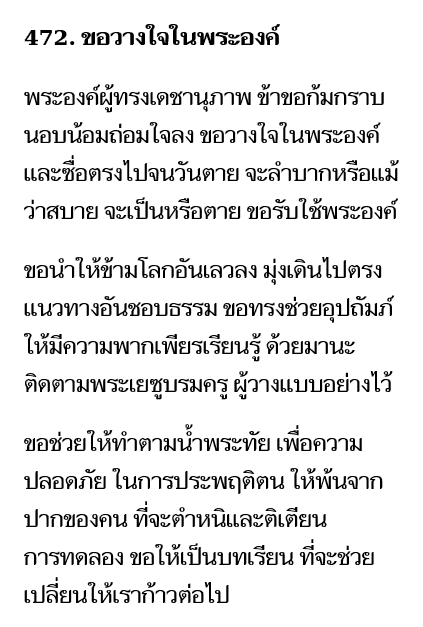 472. ขอวางใจในพระองค์
พระองค์ผู้ทรงเดชานุภาพ ข้าขอก้มกราบ
นอบน้อมถ่อมใจลง ขอวางใจในพระองค์
และซื่อตรงไปจนวันตาย จะลำบากหรือแม้
ว่าสบาย จะเป็นหรือตาย ขอรับใช้พระองค์
ขอนำให้ข้ามโลกอันเลวลง มุ่งเดินไปตรง
แนวทางอันชอบธรรม ขอทรงช่วยอุปถัมภ์
ให้มีความพากเพียรเรียนรู้ ด้วยมานะ
ติดตามพระเยซูบรมครู ผู้วางแบบอย่างไว้
ขอช่วยให้ทำตามน้ำพระทัย เพื่อความ
ปลอดภัย ในการประพฤติตน ให้พ้นจาก
ปากของคน ที่จะตำหนิและติเตียน
การทดลอง ขอให้เป็นบทเรียน ที่จะช่วย
เปลี่ยนให้เราก้าวต่อไป